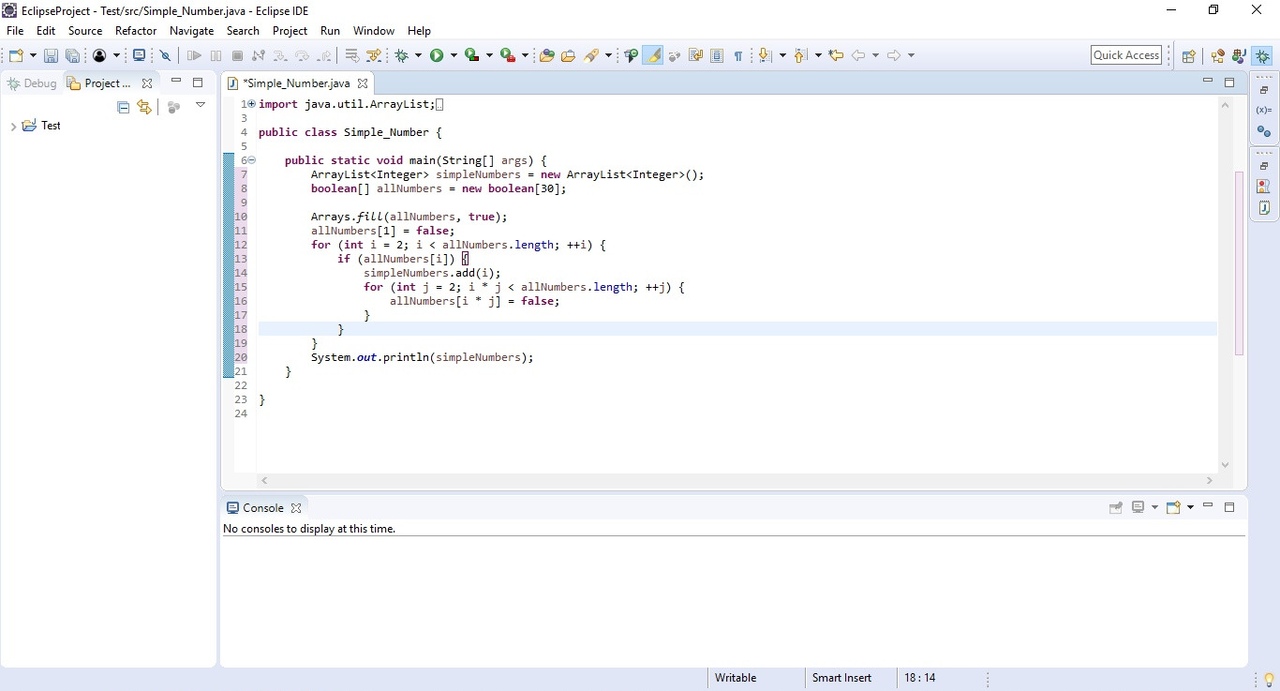 EclipseProject - Test/src/Simple_Number.java - Eclipse IDE
File Edit Source Refactor Navigate Search Project Run Window Help
Quick Access
Debug Project ...
Test
*Simple_Number.java
1 import java.util.ArrayList;
3
4 public class Simple_Number {
5
6 public static void main(String[] args) {
7 ArrayList<Integer> simpleNumbers = new ArrayList<Integer>();
8 boolean[] allNumbers = new boolean[30];
9
10 Arrays.fill(allNumbers, true);
11 allNumbers[1] = false;
12 for (int i = 2; i < allNumbers.length; ++i) {
13 if (allNumbers[i]) {
14 simpleNumbers.add(i);
15 for (int j = 2; i * j < allNumbers.length; ++j) {
16 allNumbers[i * j] = false;
17 }
18 }
19 }
20 System.out.println(simpleNumbers);
21 }
22
23 }
24
(x)=
Console
No consoles to display at this time.
Writable Smart Insert 18 : 14